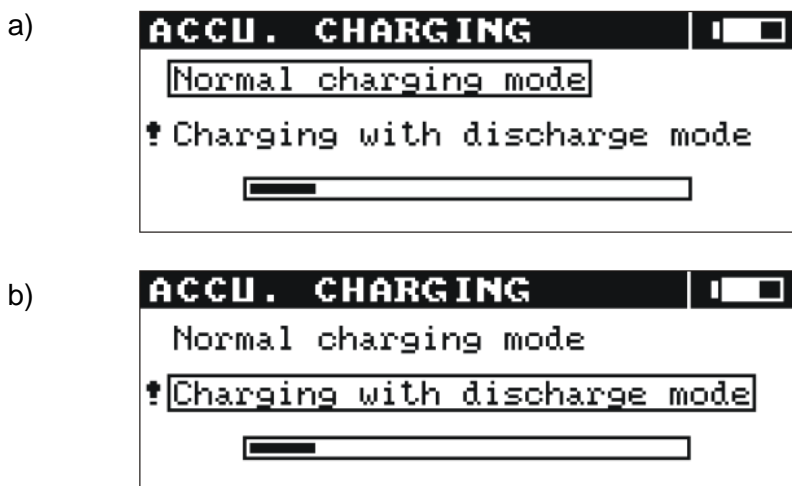 a)
ACCU. CHARGING
Normal charging mode
! Charging with discharge mode
b)
ACCU. CHARGING
Normal charging mode
! Charging with discharge mode